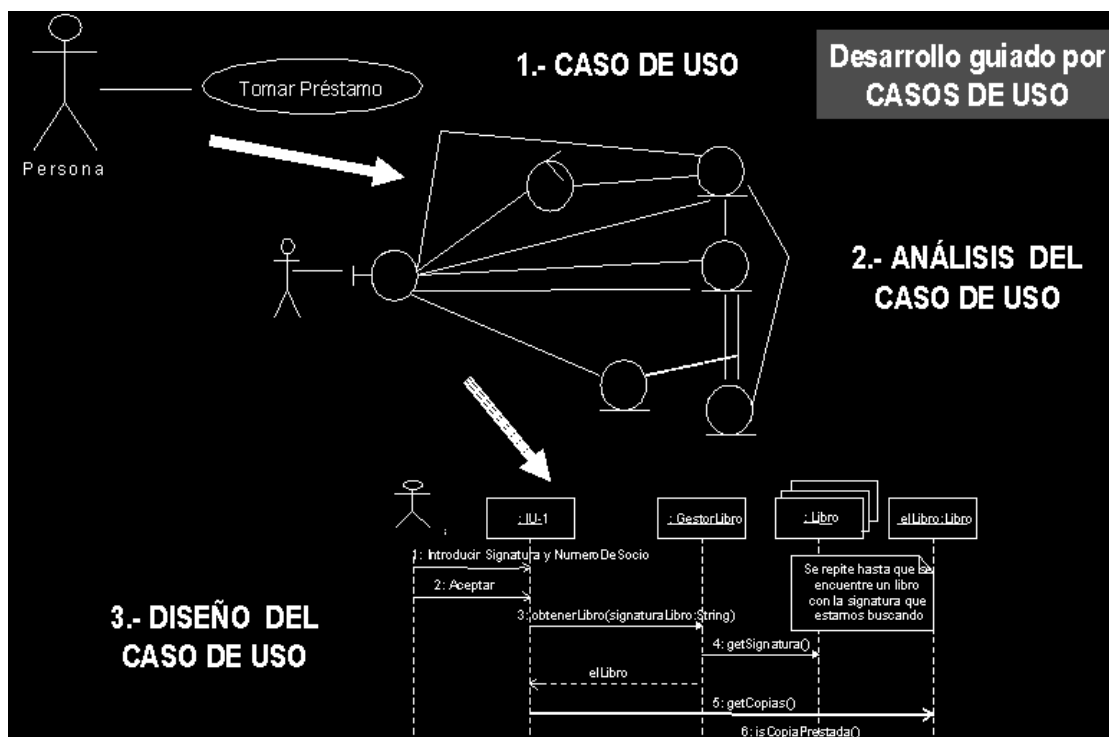 1.- CASO DE USO
Desarrollo guiado por
CASOS DE USO
Tomar Préstamo
Persona
2.- ANÁLISIS DEL
CASO DE USO
3.- DISEÑO DEL
CASO DE USO
:
: IU-1
: GestorLibro
: Libro
elLibro:Libro
1: Introducir Signatura y NumeroDeSocio
2: Aceptar
3: obtenerLibro(signaturaLibro:String)
Se repite hasta que se
encuentre un libro
con la signatura que
estamos buscando
4: getSignatura()
elLibro
5: getCopias()
6: isCopiaPrestada()